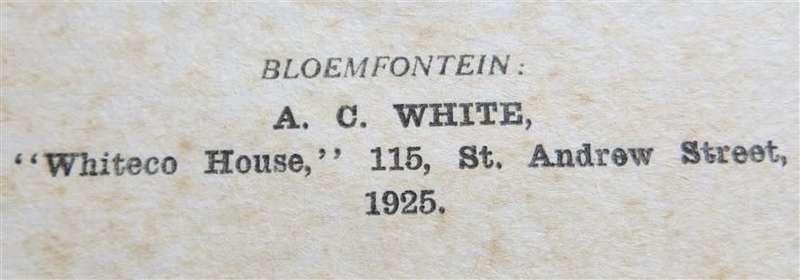 BLOEMFONTEIN:
A. C. WHITE,
“Whiteco House,” 115, St. Andrew Street,
1925.